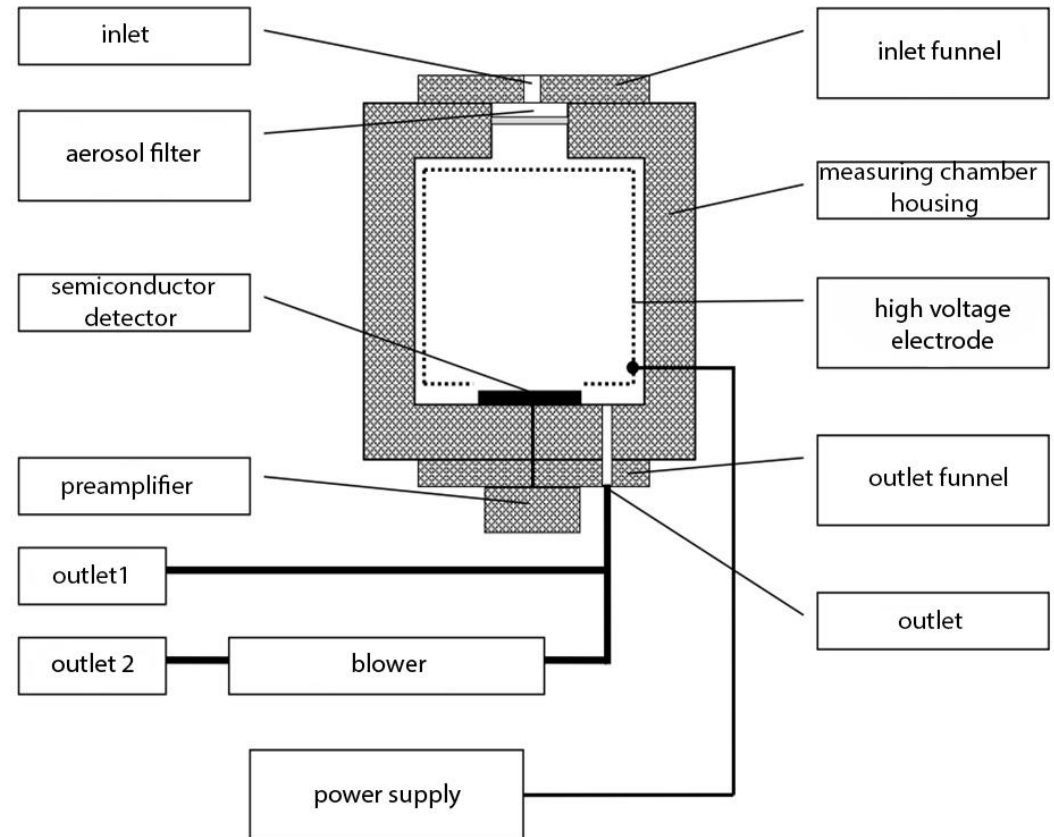 inlet
inlet funnel
aerosol filter
measuring chamber
housing
semiconductor
detector
high voltage
electrode
preamplifier
outlet funnel
outlet1
outlet
outlet 2
blower
power supply